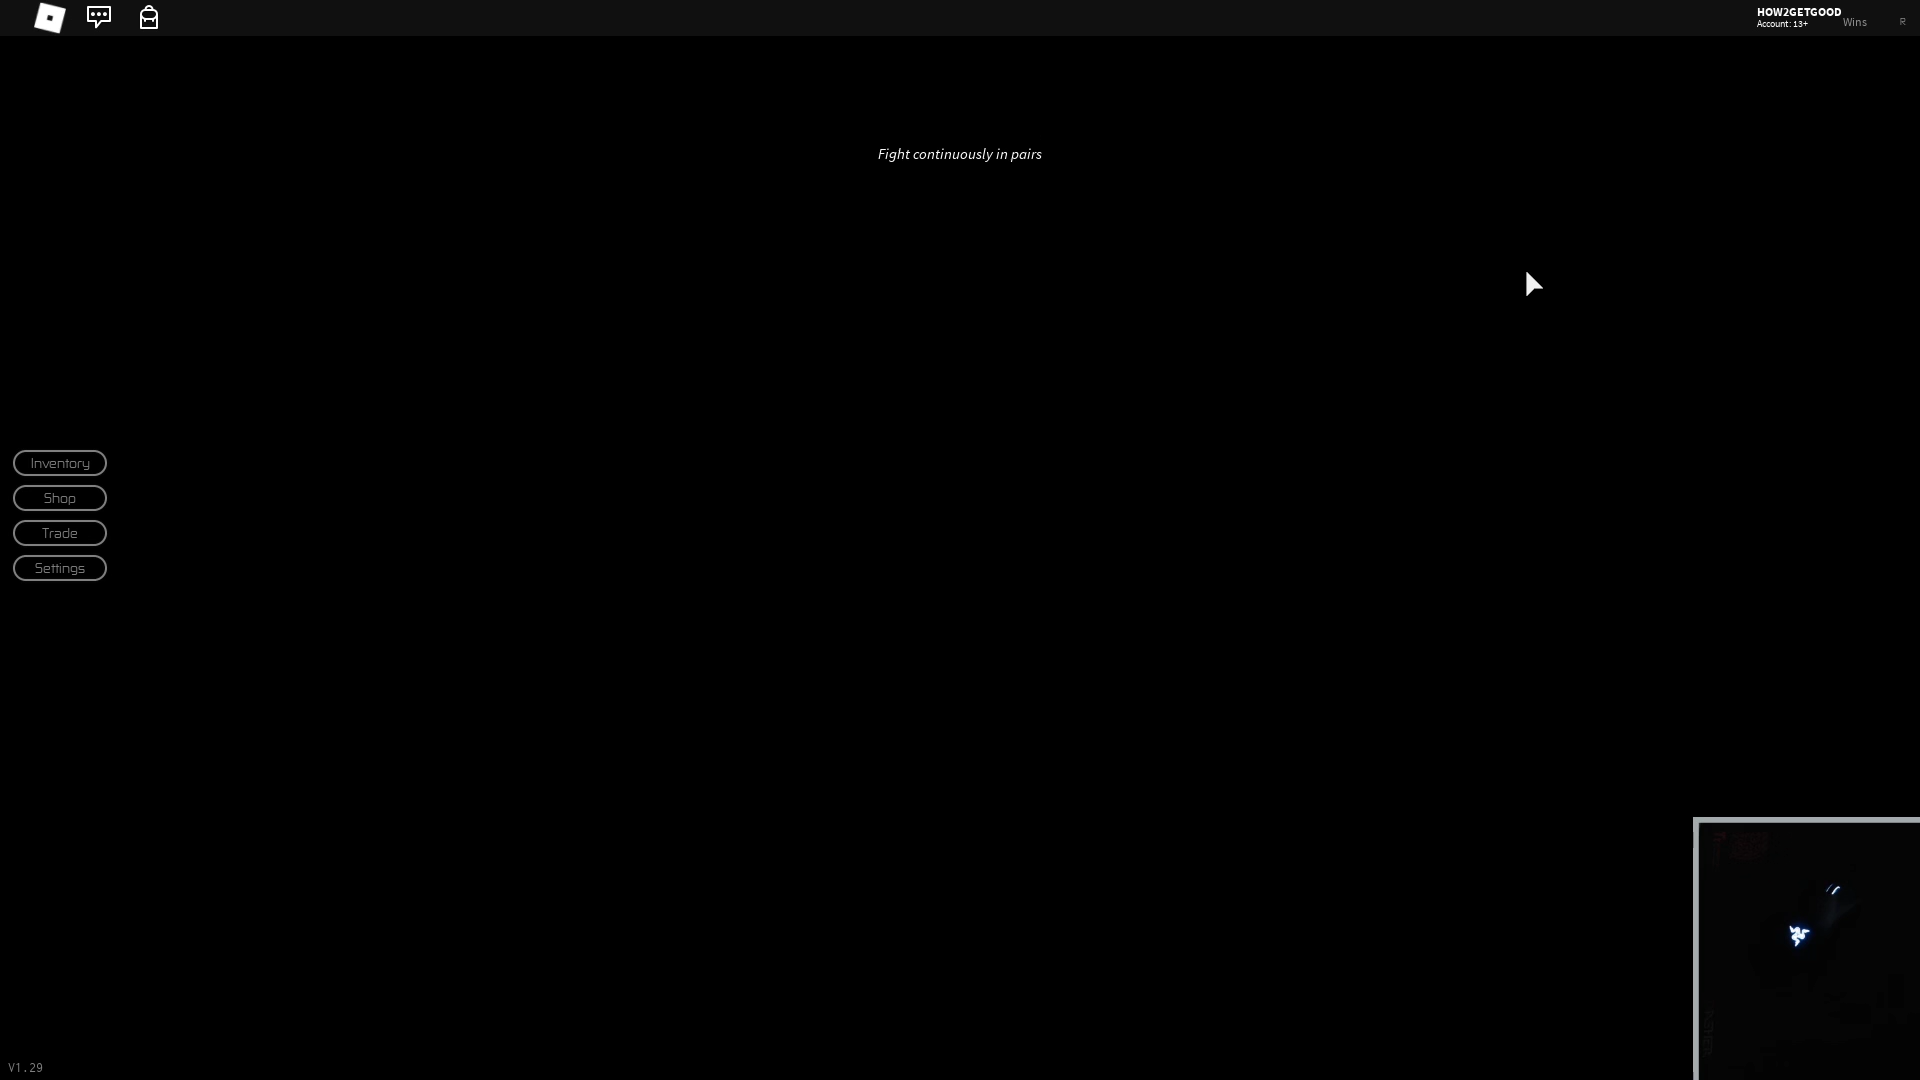 HOW2GETGOOD
Account: 13+
Wins
R
Fight continuously in pairs
Inventory
Shop
Trade
Settings
V1.29